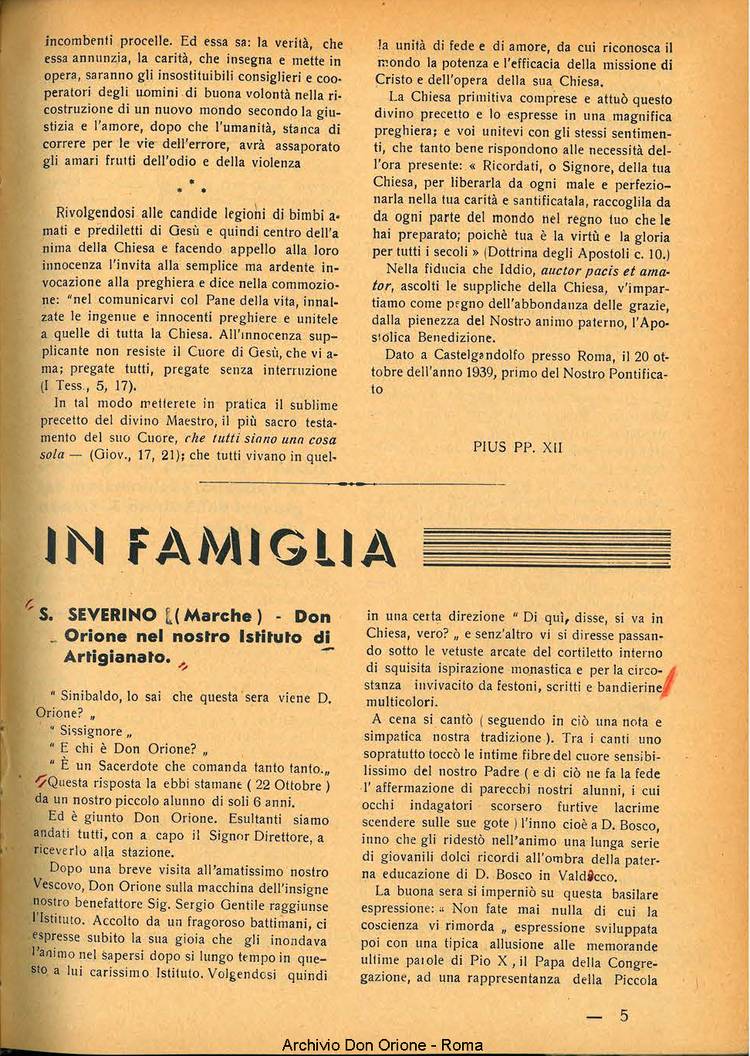 incombenti procelle. Ed essa sa: la verità, che
essa annunzia, la carità, che insegna e mette in
opera, saranno gli insostituibili consiglieri e coo-
peratori degli uomini di buona volontà nella ri-
costruzione di un nuovo mondo secondo la giu-
stizia e l'amore, dopo che l'umanità, stanca di
correre per le vie dell'errore, avrà assaporato
gli amari frutti dell'odio e della violenza
* * *
Rivolgendosi alle candide legioni di bimbi a-
mati e prediletti di Gesù e quindi centro dell'a
nima della Chiesa e facendo appello alla loro
innocenza l'invita alla semplice ma ardente in-
vocazione alla preghiera e dice nella commozio-
ne: "nel comunicarvi col Pane della vita, innal-
zate le ingenue e innocenti preghiere e unitele
a quelle di tutta la Chiesa. All'innocenza sup-
plicante non resiste il Cuore di Gesù, che vi a-
ma; pregate tutti, pregate senza interruzione
(I Tess., 5, 17).
In tal modo metterete in pratica il sublime
precetto del divino Maestro, il più sacro testa-
mento del suo Cuore, che tutti siano una cosa
sola — (Giov., 17, 21); che tutti vivano in quel-
la unità di fede e di amore, da cui riconosca il
mondo la potenza e l'efficacia della missione di
Cristo e dell'opera della sua Chiesa.
La Chiesa primitiva comprese e attuò questo
divino precetto e lo espresse in una magnifica
preghiera; e voi unitevi con gli stessi sentimen-
ti, che tanto bene rispondono alle necessità del-
l'ora presente: « Ricordati, o Signore, della tua
Chiesa, per liberarla da ogni male e perfezio-
narla nella tua carità e santificatala, raccoglila da
da ogni parte del mondo nel regno tuo che le
hai preparato; poichè tua è la virtù e la gloria
per tutti i secoli » (Dottrina degli Apostoli c. 10.)
Nella fiducia che Iddio, auctor pacis et ama-
tor, ascolti le suppliche della Chiesa, v'impar-
tiamo come pegno dell'abbondanza delle grazie,
dalla pienezza del Nostro animo paterno, l'Apo-
stolica Benedizione.
Dato a Castelgandolfo presso Roma, il 20 ot-
tobre dell'anno 1939, primo del Nostro Pontifica-
to
PIUS PP. XII
IN FAMIGLIA
S. SEVERINO (Marche) - Don
Orione nel nostro Istituto di
Artigianato.
" Sinibaldo, lo sai che questa sera viene D.
Orione? „
" Sissignore „
" E chi è Don Orione? „
" È un Sacerdote che comanda tanto tanto.„
Questa risposta la ebbi stamane ( 22 Ottobre )
da un nostro piccolo alunno di soli 6 anni.
Ed è giunto Don Orione. Esultanti siamo
andati tutti, con a capo il Signor Direttore, a
riceverlo alla stazione.
Dopo una breve visita all'amatissimo nostro
Vescovo, Don Orione sulla macchina dell'insigne
nostro benefattore Sig. Sergio Gentile raggiunse
l'Istituto. Accolto da un fragoroso battimani, ci
espresse subito la sua gioia che gli inondava
l'animo nel sapersi dopo si lungo tempo in que-
sto a lui carissimo Istituto. Volgendosi quindi
in una certa direzione " Di quì, disse, si va in
Chiesa, vero? „ e senz'altro vi si diresse passan-
do sotto le vetuste arcate del cortiletto interno
di squisita ispirazione monastica e per la circo-
stanza invivacito da festoni, scritti e bandierine
multicolori.
A cena si cantò ( seguendo in ciò una nota e
simpatica nostra tradizione ). Tra i canti uno
sopratutto toccò le intime fibre del cuore sensibi-
lissimo del nostro Padre ( e di ciò ne fa la fede
l' affermazione di parecchi nostri alunni, i cui
occhi indagatori scorsero furtive lacrime
scendere sulle sue gote ) l'inno cioè a D. Bosco,
inno che gli ridestò nell'animo una lunga serie
di giovanili dolci ricordi all'ombra della pater-
na educazione di D. Bosco in Valdocco.
La buona sera si imperniò su questa basilare
espressione: " Non fate mai nulla di cui la
coscienza vi rimorda „ espressione sviluppata
poi con una tipica allusione alle memorande
ultime parole di Pio X , il Papa della Congre-
gazione, ad una rappresentanza della Piccola
— 5
Archivio Don Orione - Roma